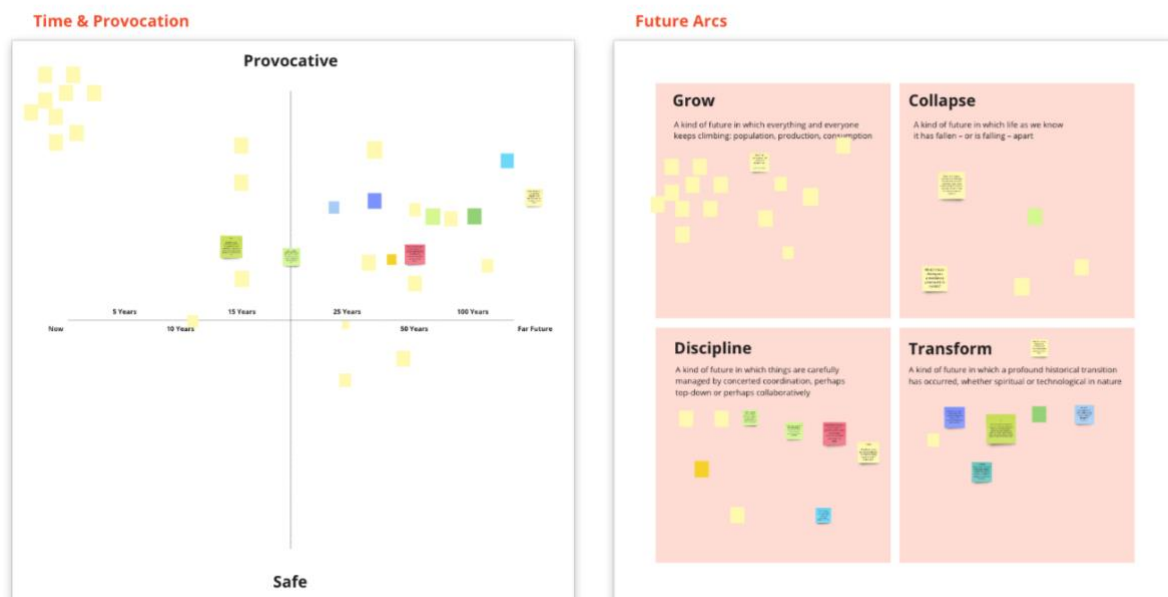 Time & Provocation
Provocative
5 Years
15 Years
25 Years
100 Years
Now
10 Years
50 Years
Far Future
Safe
Future Arcs
Grow
A kind of future in which everything and everyone
keeps climbing: population, production, consumption
Collapse
A kind of future in which life as we know
it has fallen – or is falling – apart
Discipline
A kind of future in which things are carefully
managed by concerted coordination, perhaps
top-down or perhaps collaboratively
Transform
A kind of future in which a profound historical transition
has occurred, whether spiritual or technological in nature